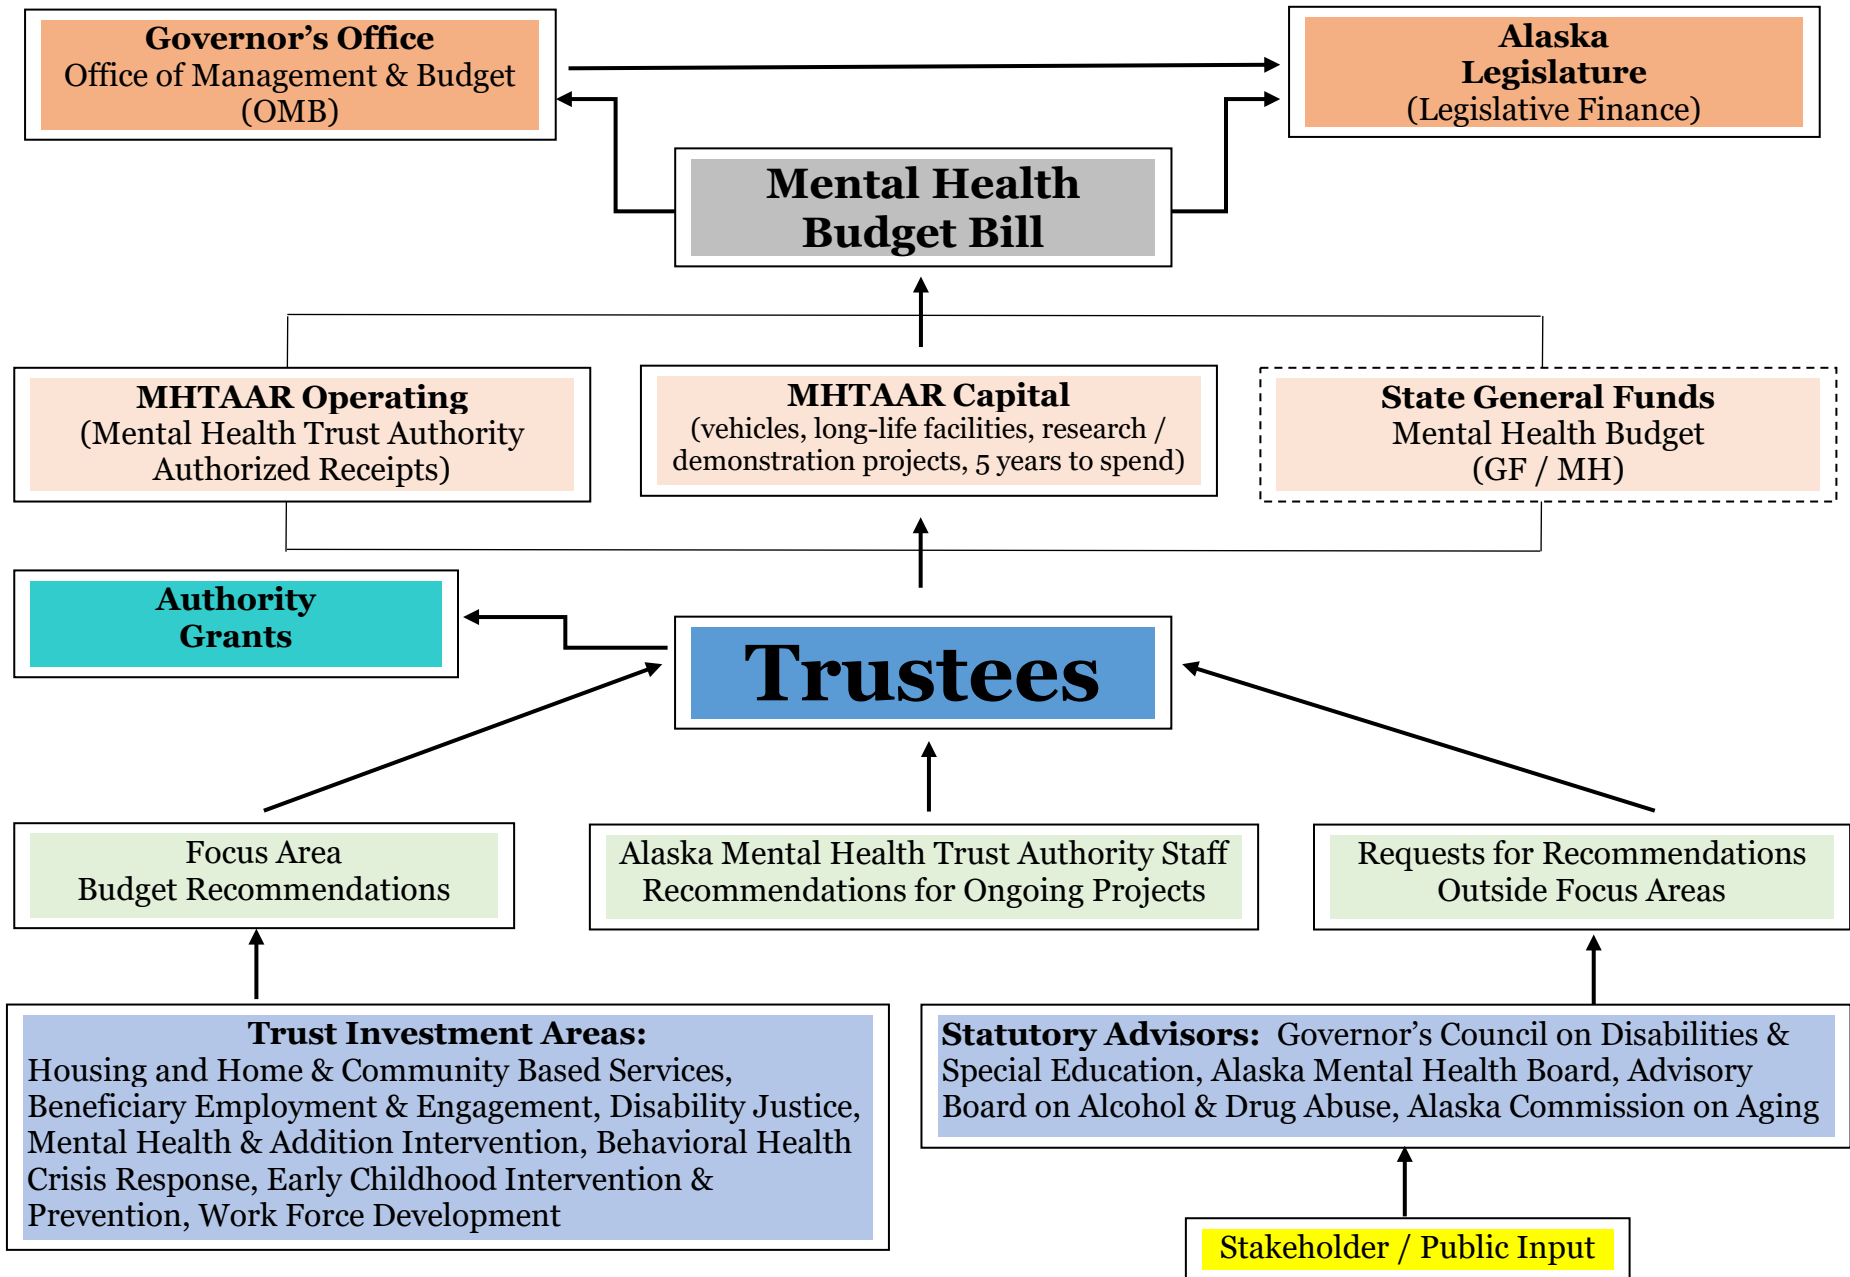 Governor’s Office
Office of Management & Budget
(OMB)
Alaska
Legislature
(Legislative Finance)
Mental Health
Budget Bill
MHTAAR Operating
(Mental Health Trust Authority
Authorized Receipts)
MHTAAR Capital
(vehicles, long-life facilities, research /
demonstration projects, 5 years to spend)
State General Funds
Mental Health Budget
(GF / MH)
Authority
Grants
Trustees
Focus Area
Budget Recommendations
Alaska Mental Health Trust Authority Staff
Recommendations for Ongoing Projects
Requests for Recommendations
Outside Focus Areas
Trust Investment Areas:
Housing and Home & Community Based Services,
Beneficiary Employment & Engagement, Disability Justice,
Mental Health & Addition Intervention, Behavioral Health
Crisis Response, Early Childhood Intervention &
Prevention, Work Force Development
Statutory Advisors: Governor’s Council on Disabilities &
Special Education, Alaska Mental Health Board, Advisory
Board on Alcohol & Drug Abuse, Alaska Commission on Aging
Stakeholder / Public Input